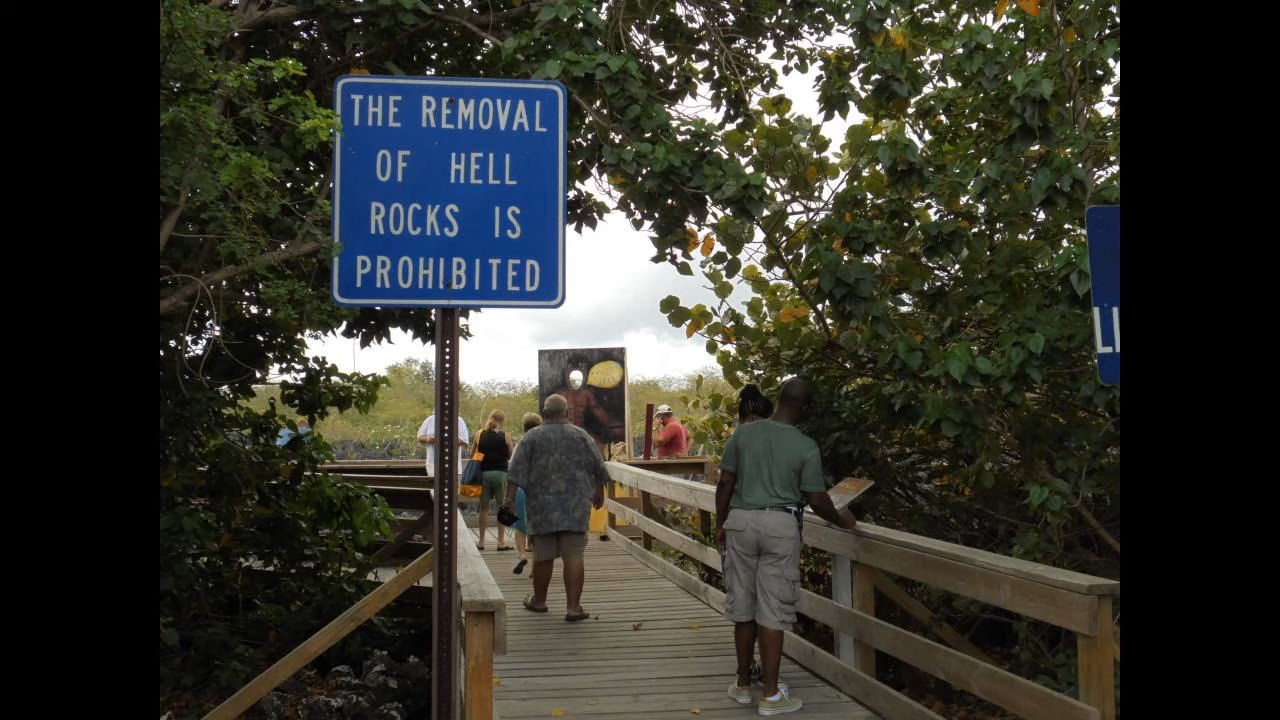 THE REMOVAL
OF HELL
ROCKS IS
PROHIBITED